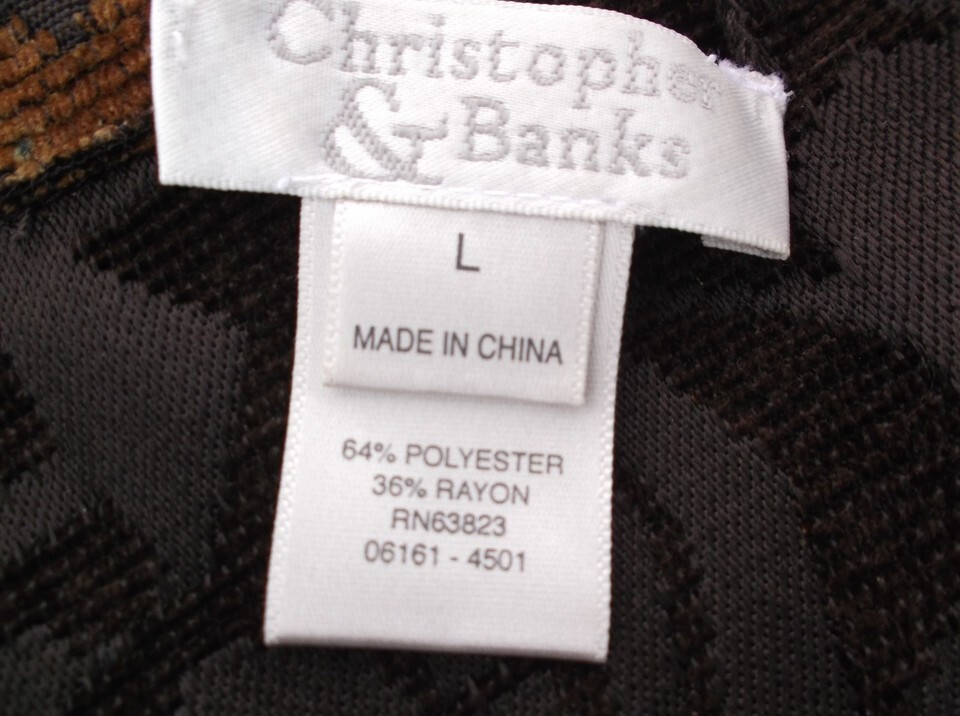 Christopher
& Banks
L
MADE IN CHINA
64% POLYESTER
36% RAYON
RN63823
06161 - 4501